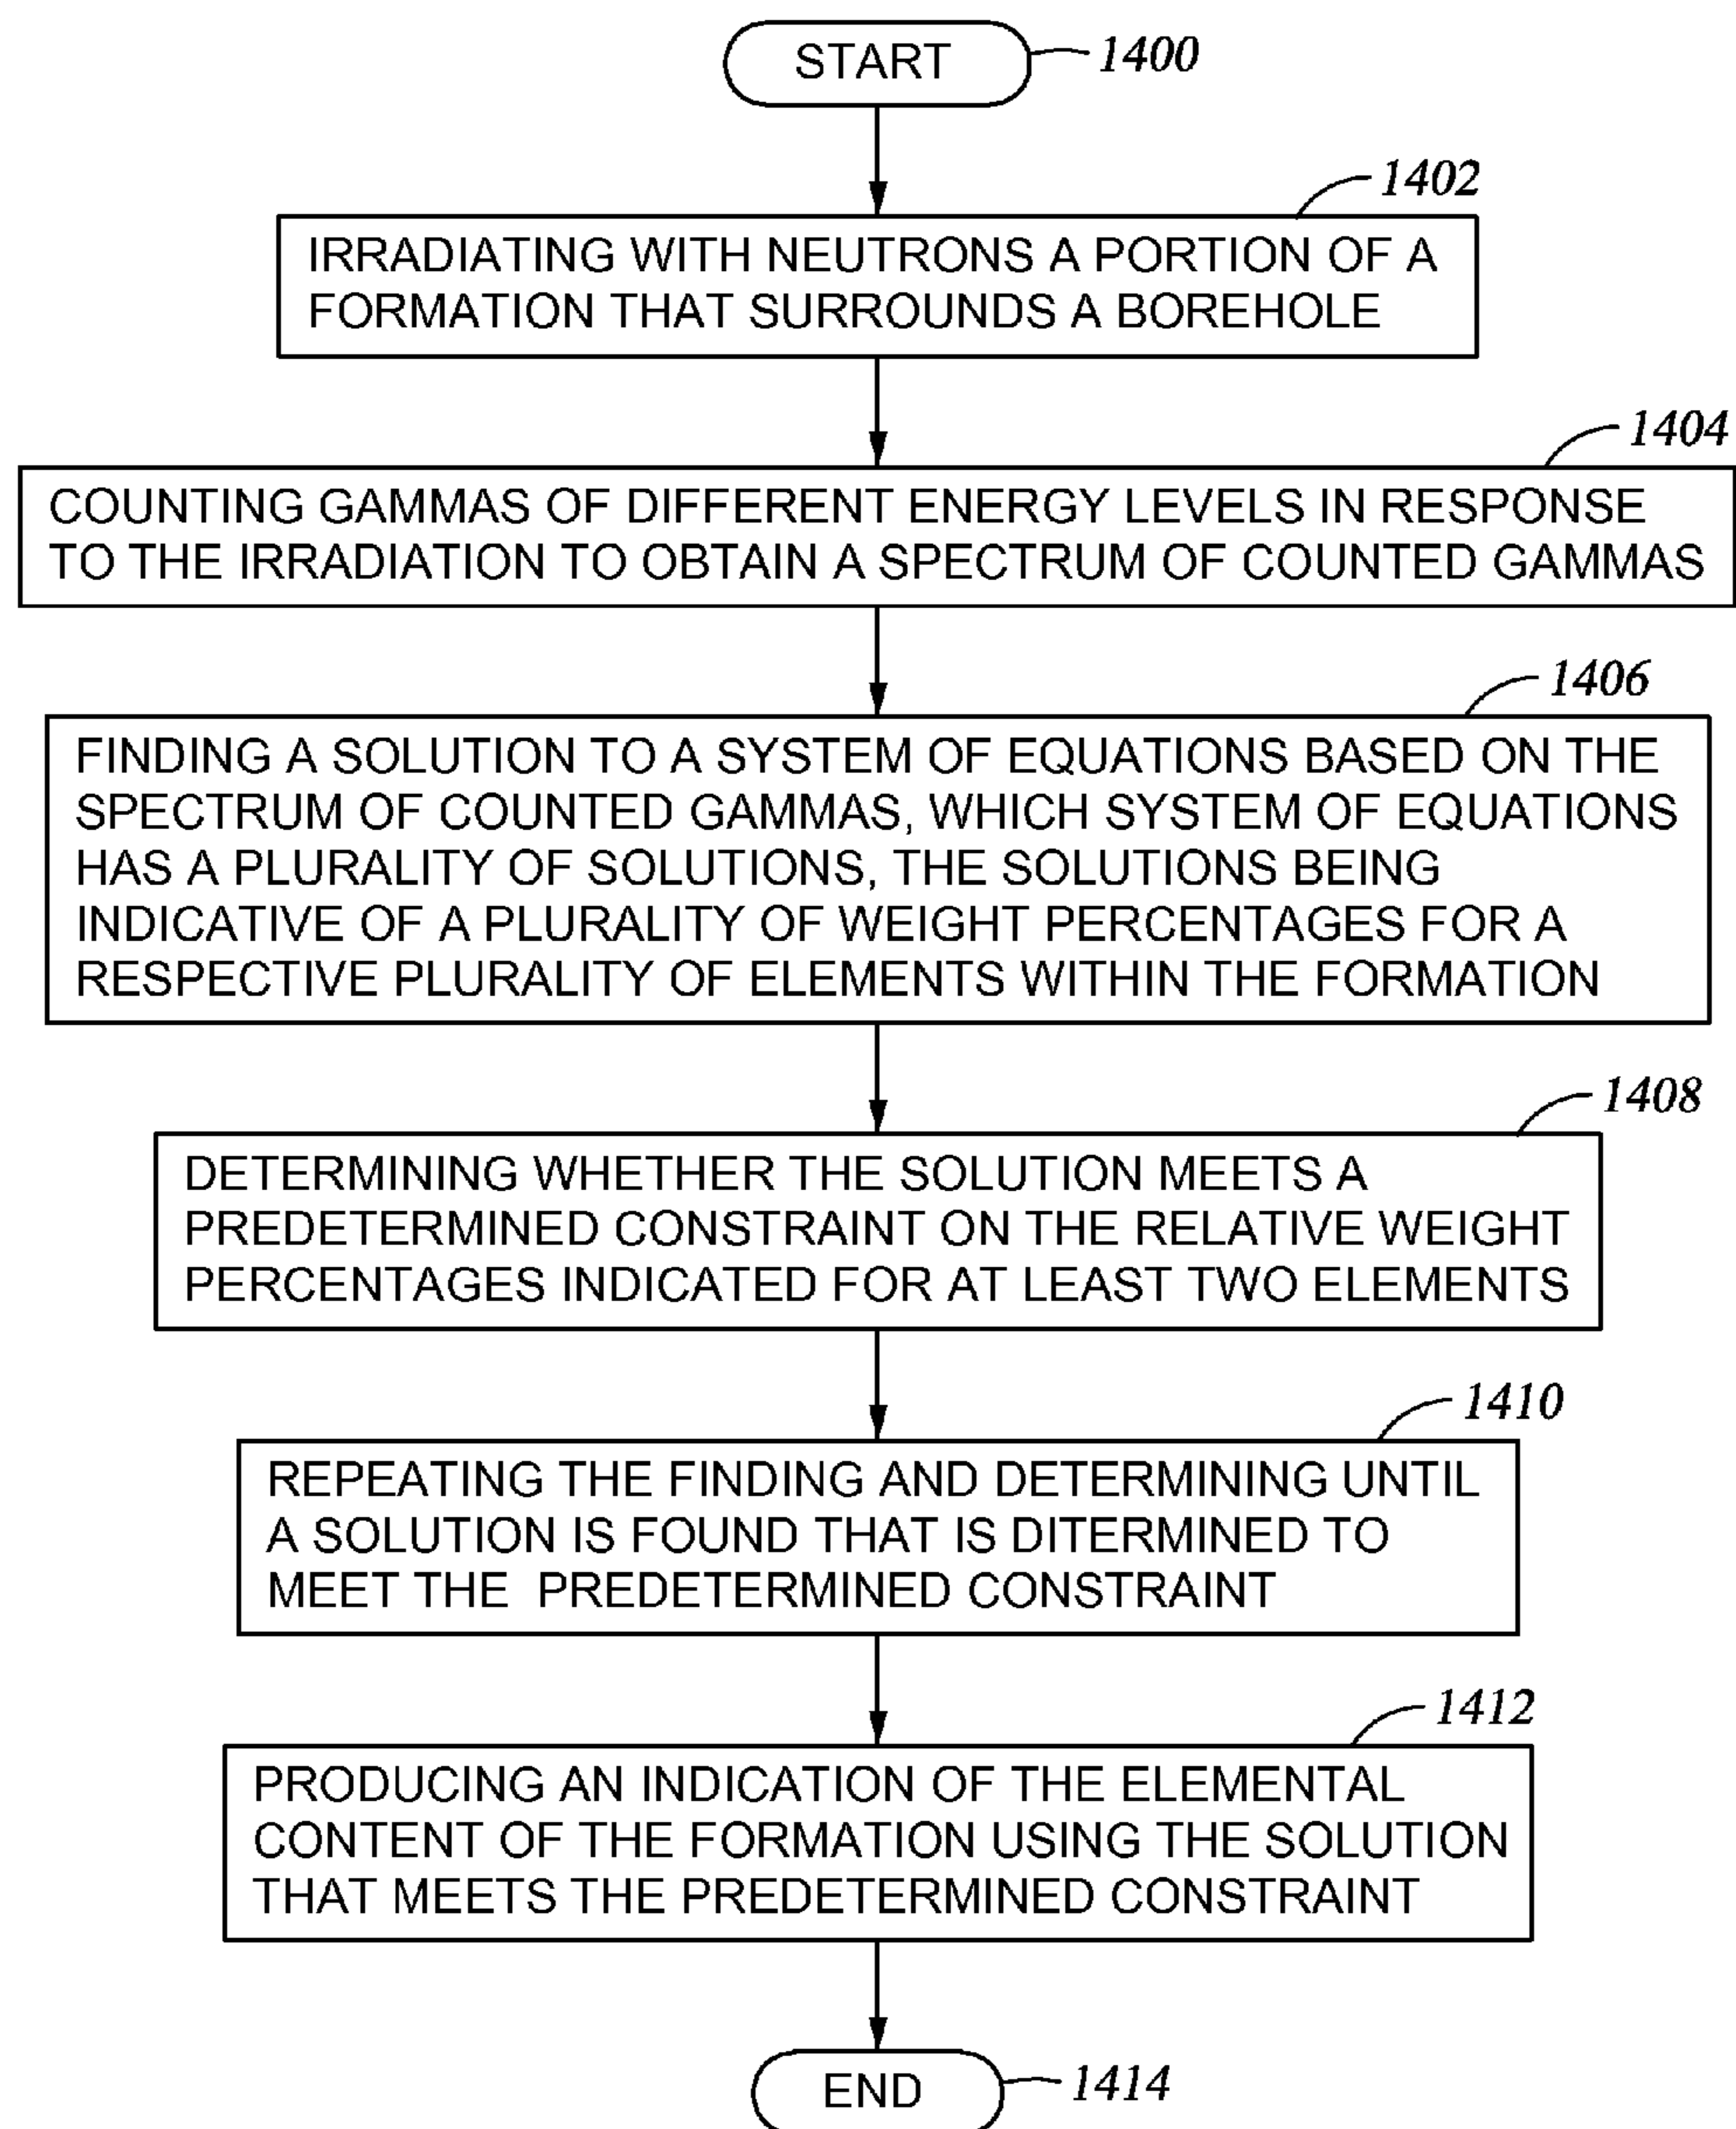 START
1400
1402
IRRADIATING WITH NEUTRONS A PORTION OF A
FORMATION THAT SURROUNDS A BOREHOLE
1404
COUNTING GAMMAS OF DIFFERENT ENERGY LEVELS IN RESPONSE
TO THE IRRADIATION TO OBTAIN A SPECTRUM OF COUNTED GAMMAS
1406
FINDING A SOLUTION TO A SYSTEM OF EQUATIONS BASED ON THE
SPECTRUM OF COUNTED GAMMAS, WHICH SYSTEM OF EQUATIONS
HAS A PLURALITY OF SOLUTIONS, THE SOLUTIONS BEING
INDICATIVE OF A PLURALITY OF WEIGHT PERCENTAGES FOR A
RESPECTIVE PLURALITY OF ELEMENTS WITHIN THE FORMATION
1408
DETERMINING WHETHER THE SOLUTION MEETS A
PREDETERMINED CONSTRAINT ON THE RELATIVE WEIGHT
PERCENTAGES INDICATED FOR AT LEAST TWO ELEMENTS
1410
REPEATING THE FINDING AND DETERMINING UNTIL
A SOLUTION IS FOUND THAT IS DITERMINED TO
MEET THE PREDETERMINED CONSTRAINT
1412
PRODUCING AN INDICATION OF THE ELEMENTAL
CONTENT OF THE FORMATION USING THE SOLUTION
THAT MEETS THE PREDETERMINED CONSTRAINT
END
1414